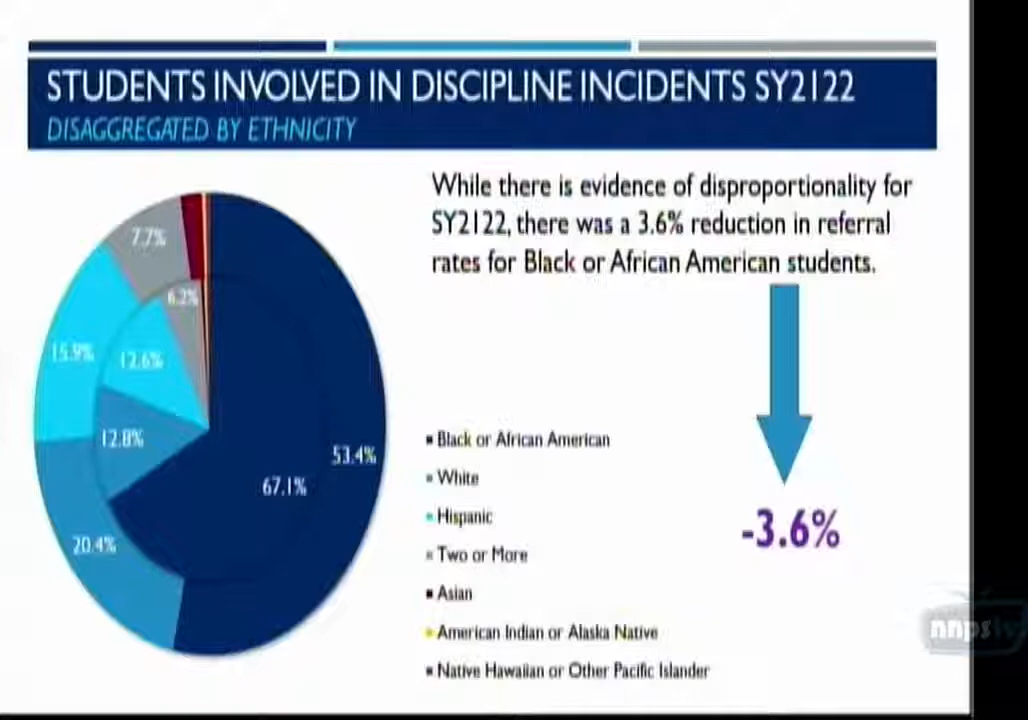 STUDENTS INVOLVED IN DISCIPLINE INCIDENTS SY2122
DISAGGREGATED BY ETHNICITY
While there is evidence of disproportionality for
SY2122, there was a 3.6% reduction in referral
rates for Black or African American students.
7.7%
6.2%
15.9%
12.6%
12.8%
53.4%
67.1%
20.4%
Black or African American
White
Hispanic
Two or More
Asian
American Indian or Alaska Native
Native Hawaiian or Other Pacific Islander
-3.6%
nnpstv